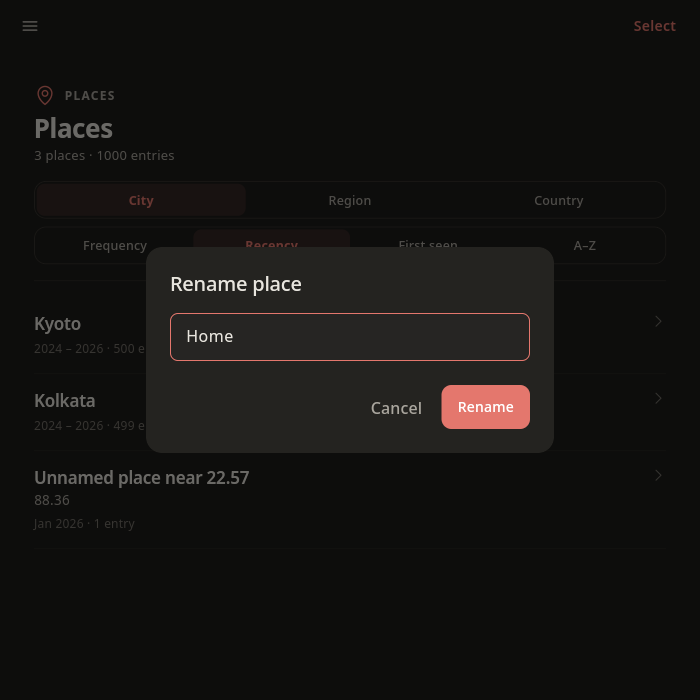 Select
PLACES
Places
3 places · 1000 entries
City Region Country
Frequency Recency First seen A–Z
Rename place
Home
Cancel Rename
Kyoto
2024 – 2026 · 500 e
Kolkata
2024 – 2026 · 499 e
Unnamed place near 22.57
88.36
Jan 2026 · 1 entry